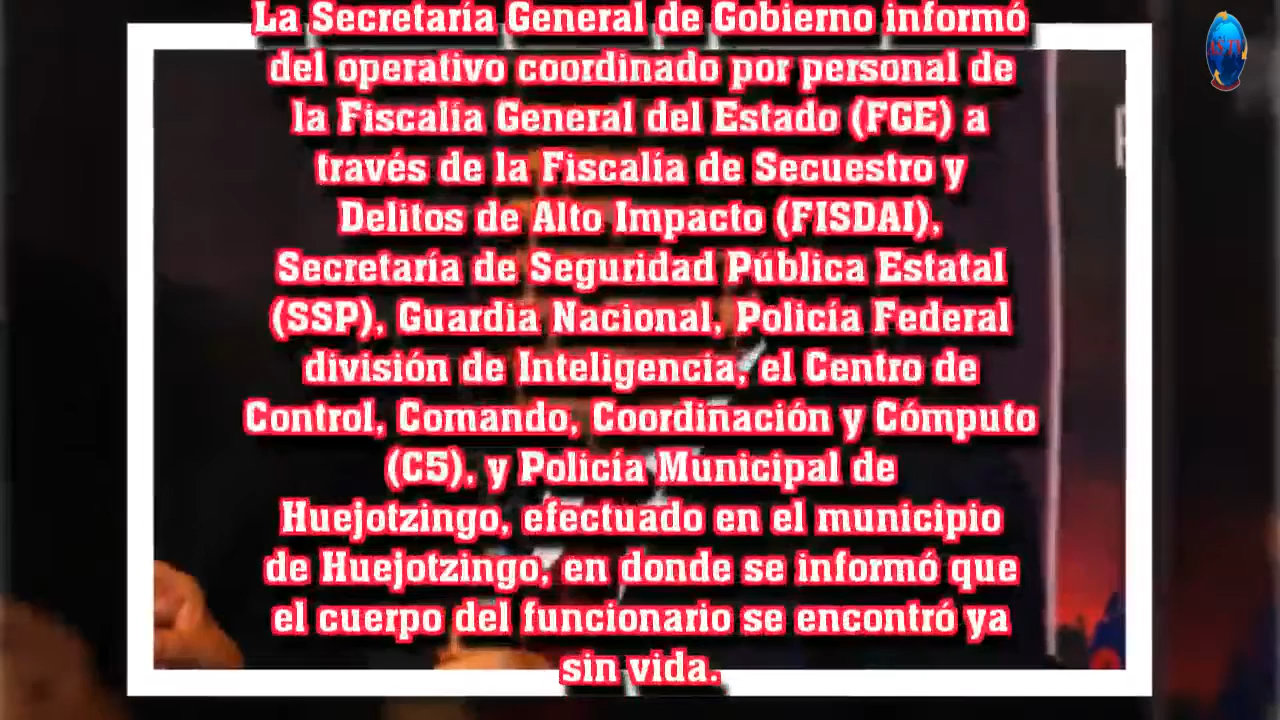 La Secretaría General de Gobierno informó
del operativo coordinado por personal de
la Fiscalía General del Estado (FGE) a
través de la Fiscalía de Secuestro y
Delitos de Alto Impacto (FISDAI),
Secretaría de Seguridad Pública Estatal
(SSP), Guardia Nacional, Policía Federal
división de Inteligencia, el Centro de
Control, Comando, Coordinación y Cómputo
(C5), y Policía Municipal de
Huejotzingo, efectuado en el municipio
de Huejotzingo, en donde se informó que
el cuerpo del funcionario se encontró ya
sin vida.